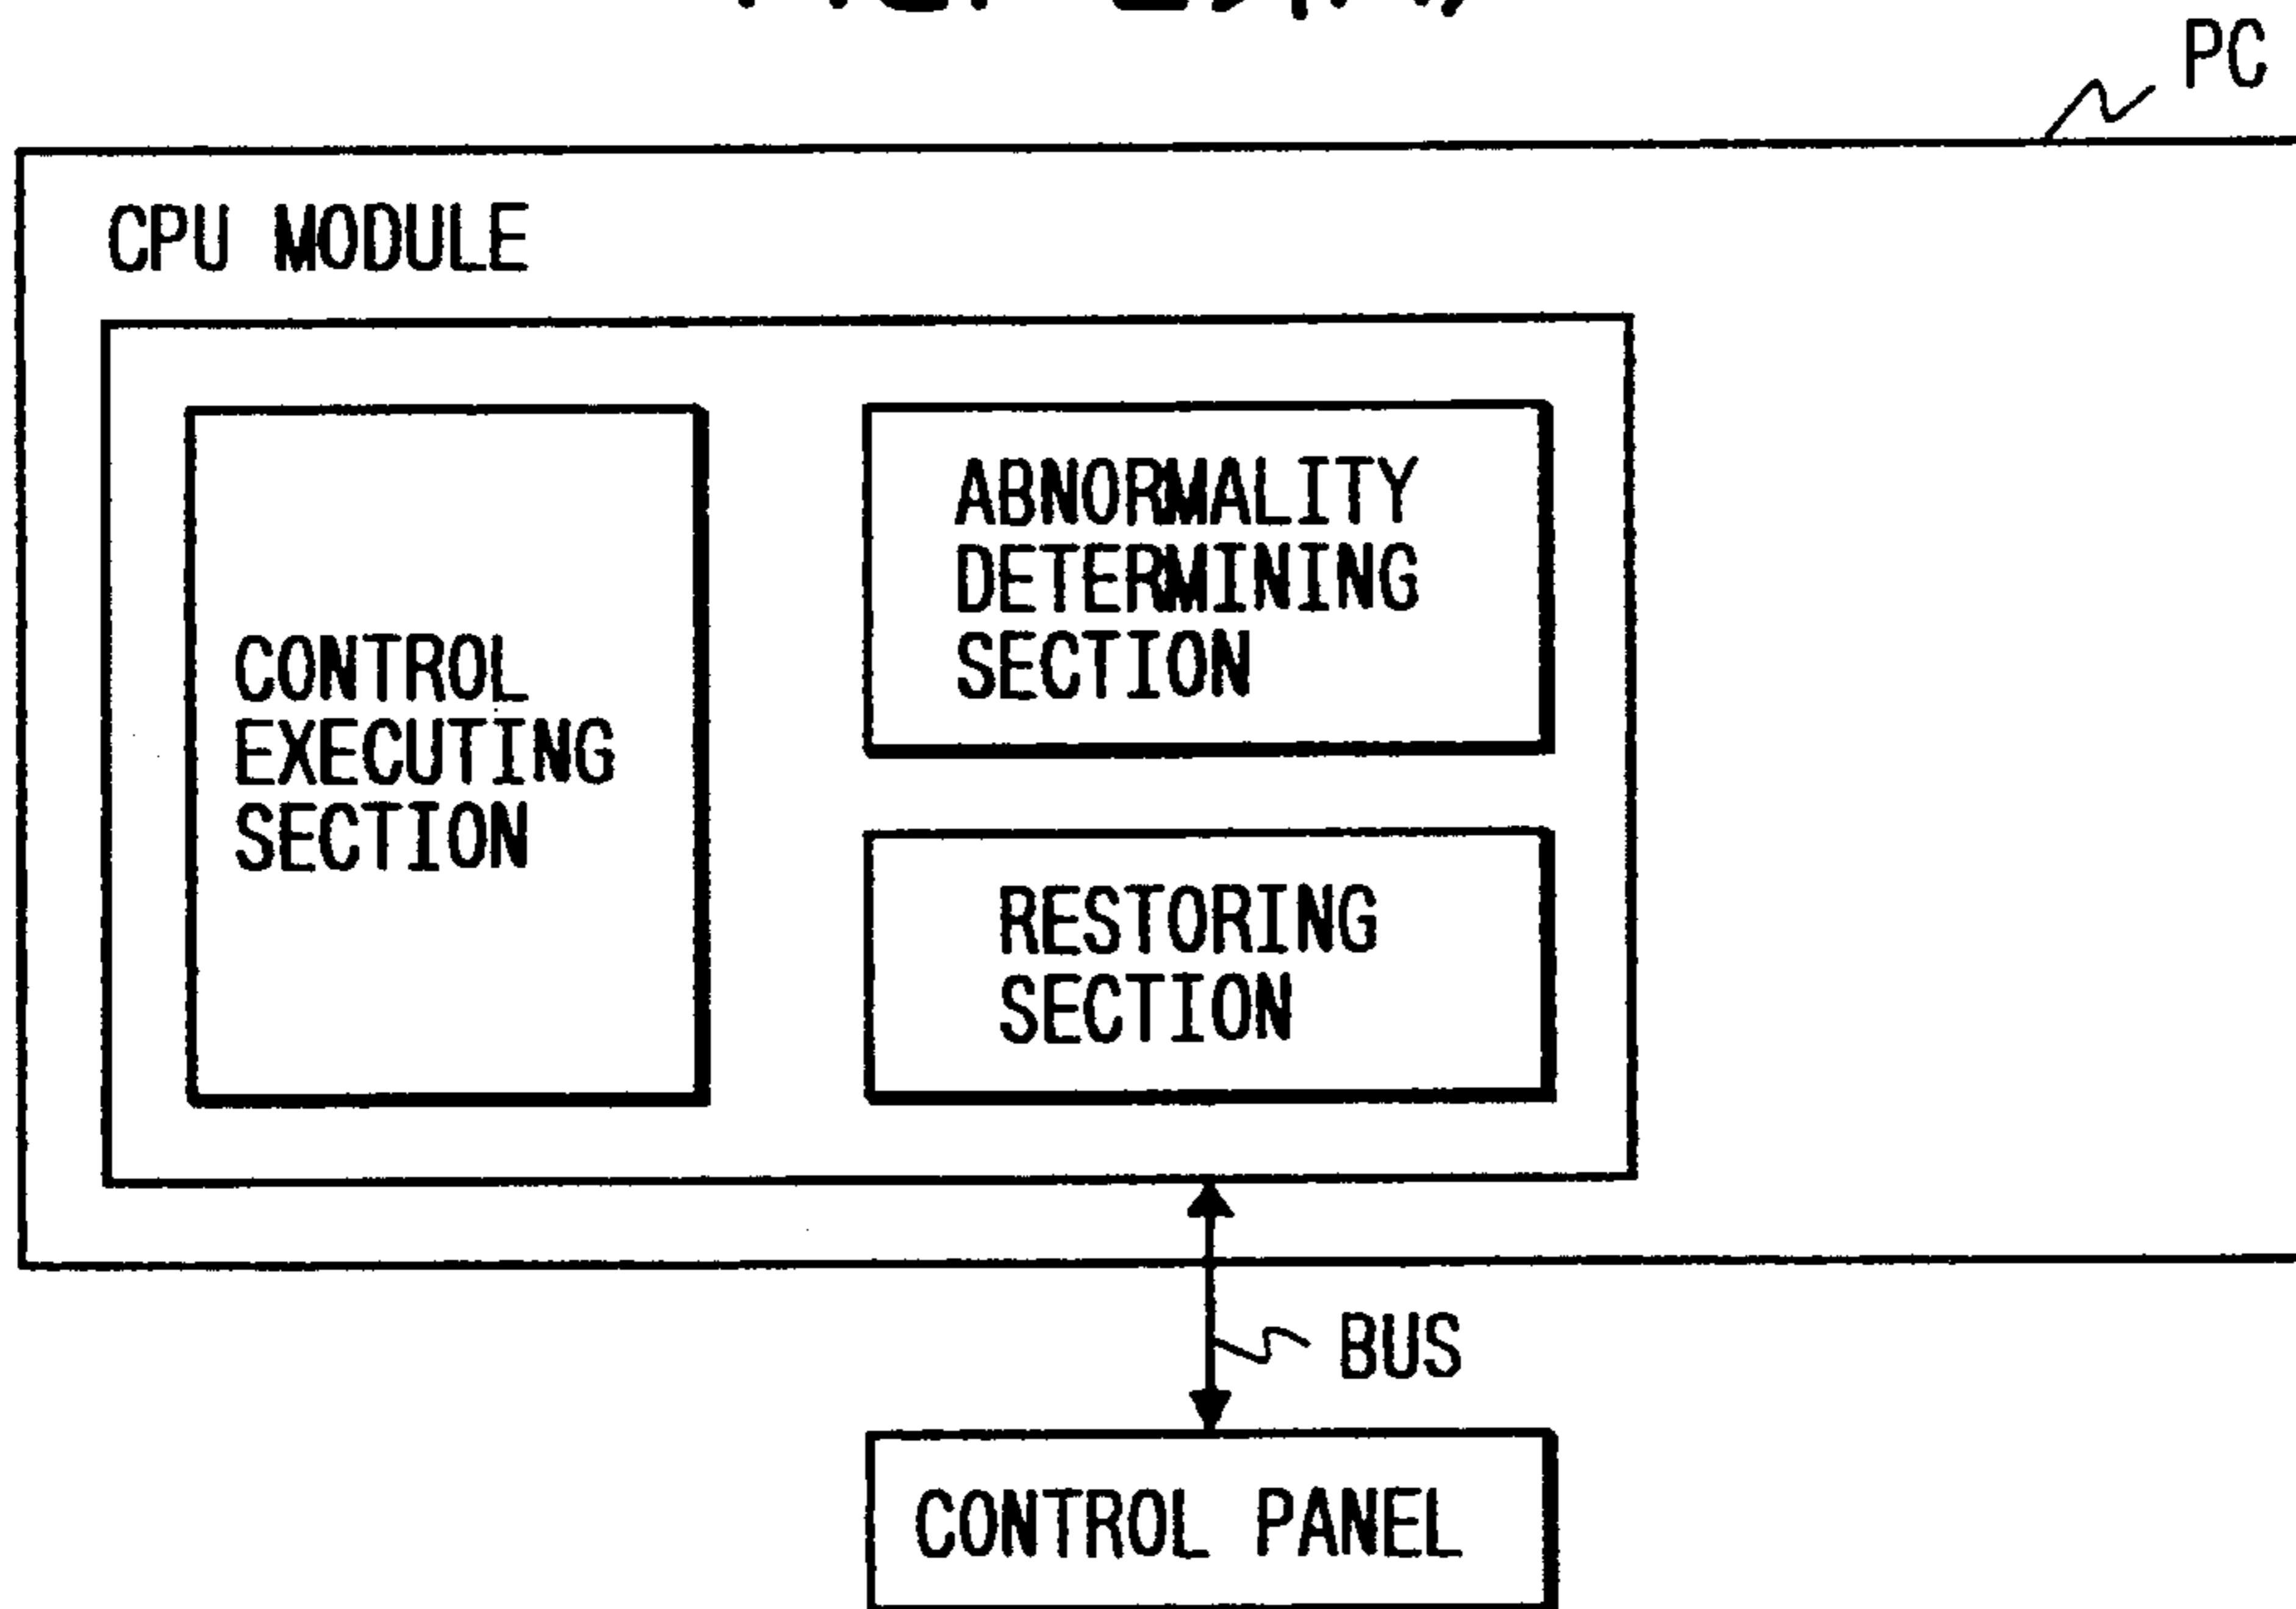 PC
CPU MODULE
CONTROL
EXECUTING
SECTION
ABNORMALITY
DETERMINING
SECTION
RESTORING
SECTION
BUS
CONTROL PANEL